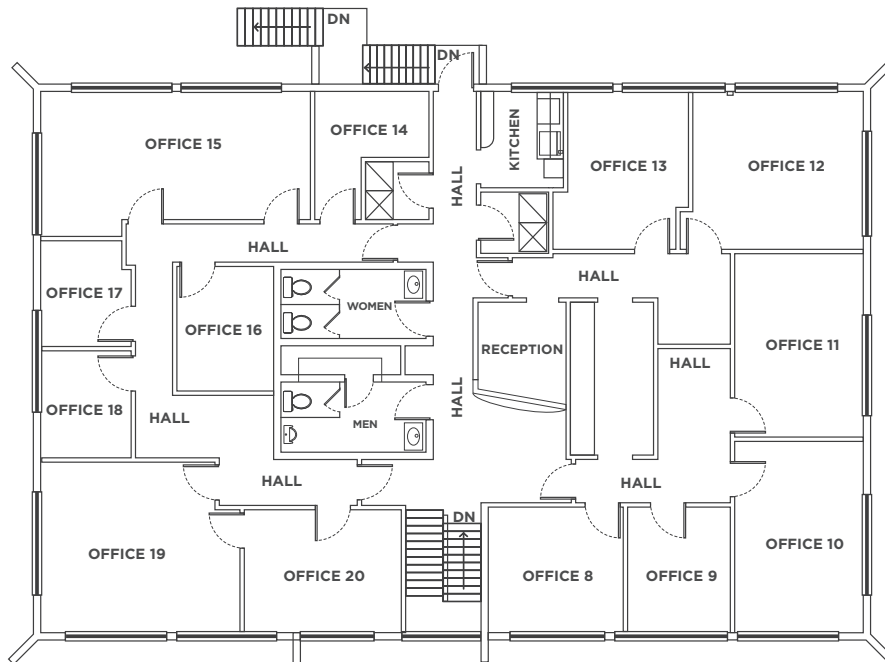 DN
DN
OFFICE 15
OFFICE 14
KITCHEN
OFFICE 13
OFFICE 12
HALL
HALL
HALL
OFFICE 17
OFFICE 16
WOMEN
RECEPTION
OFFICE 11
HALL
OFFICE 18
HALL
MEN
HALL
HALL
HALL
DN
OFFICE 19
OFFICE 20
OFFICE 8
OFFICE 9
OFFICE 10